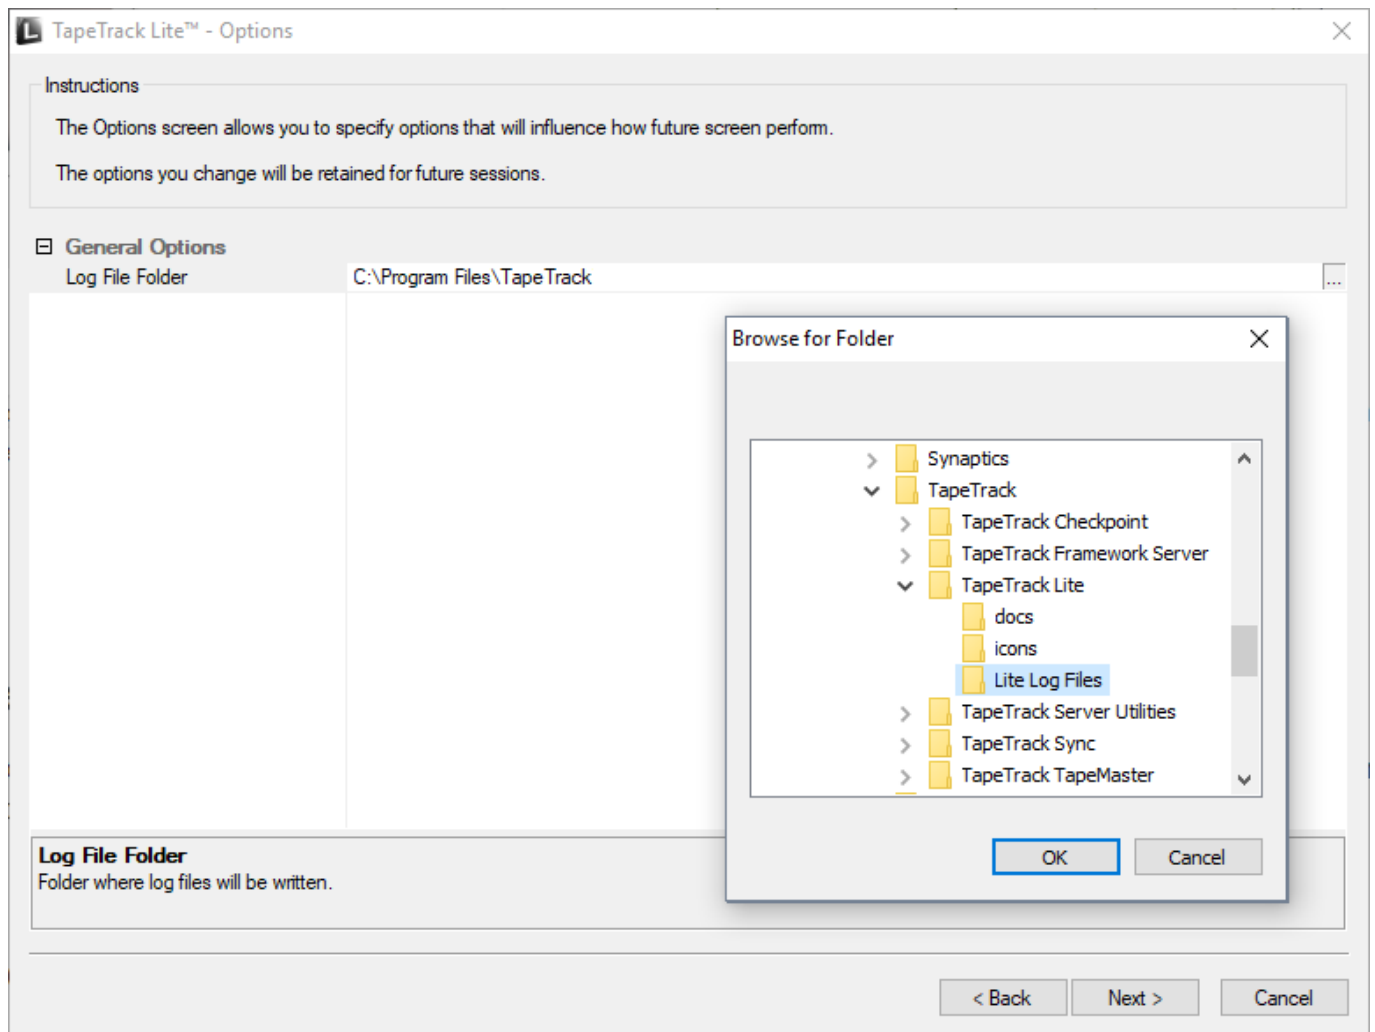 TapeTrack Lite™ - Options
Instructions
The Options screen allows you to specify options that will influence how future screen perform.
The options you change will be retained for future sessions.
General Options
Log File Folder C:\Program Files\TapeTrack ...
Browse for Folder
Synaptics
TapeTrack
TapeTrack Checkpoint
TapeTrack Framework Server
TapeTrack Lite
docs
icons
Lite Log Files
TapeTrack Server Utilities
TapeTrack Sync
TapeTrack TapeMaster
OK Cancel
Log File Folder
Folder where log files will be written.
< Back Next > Cancel